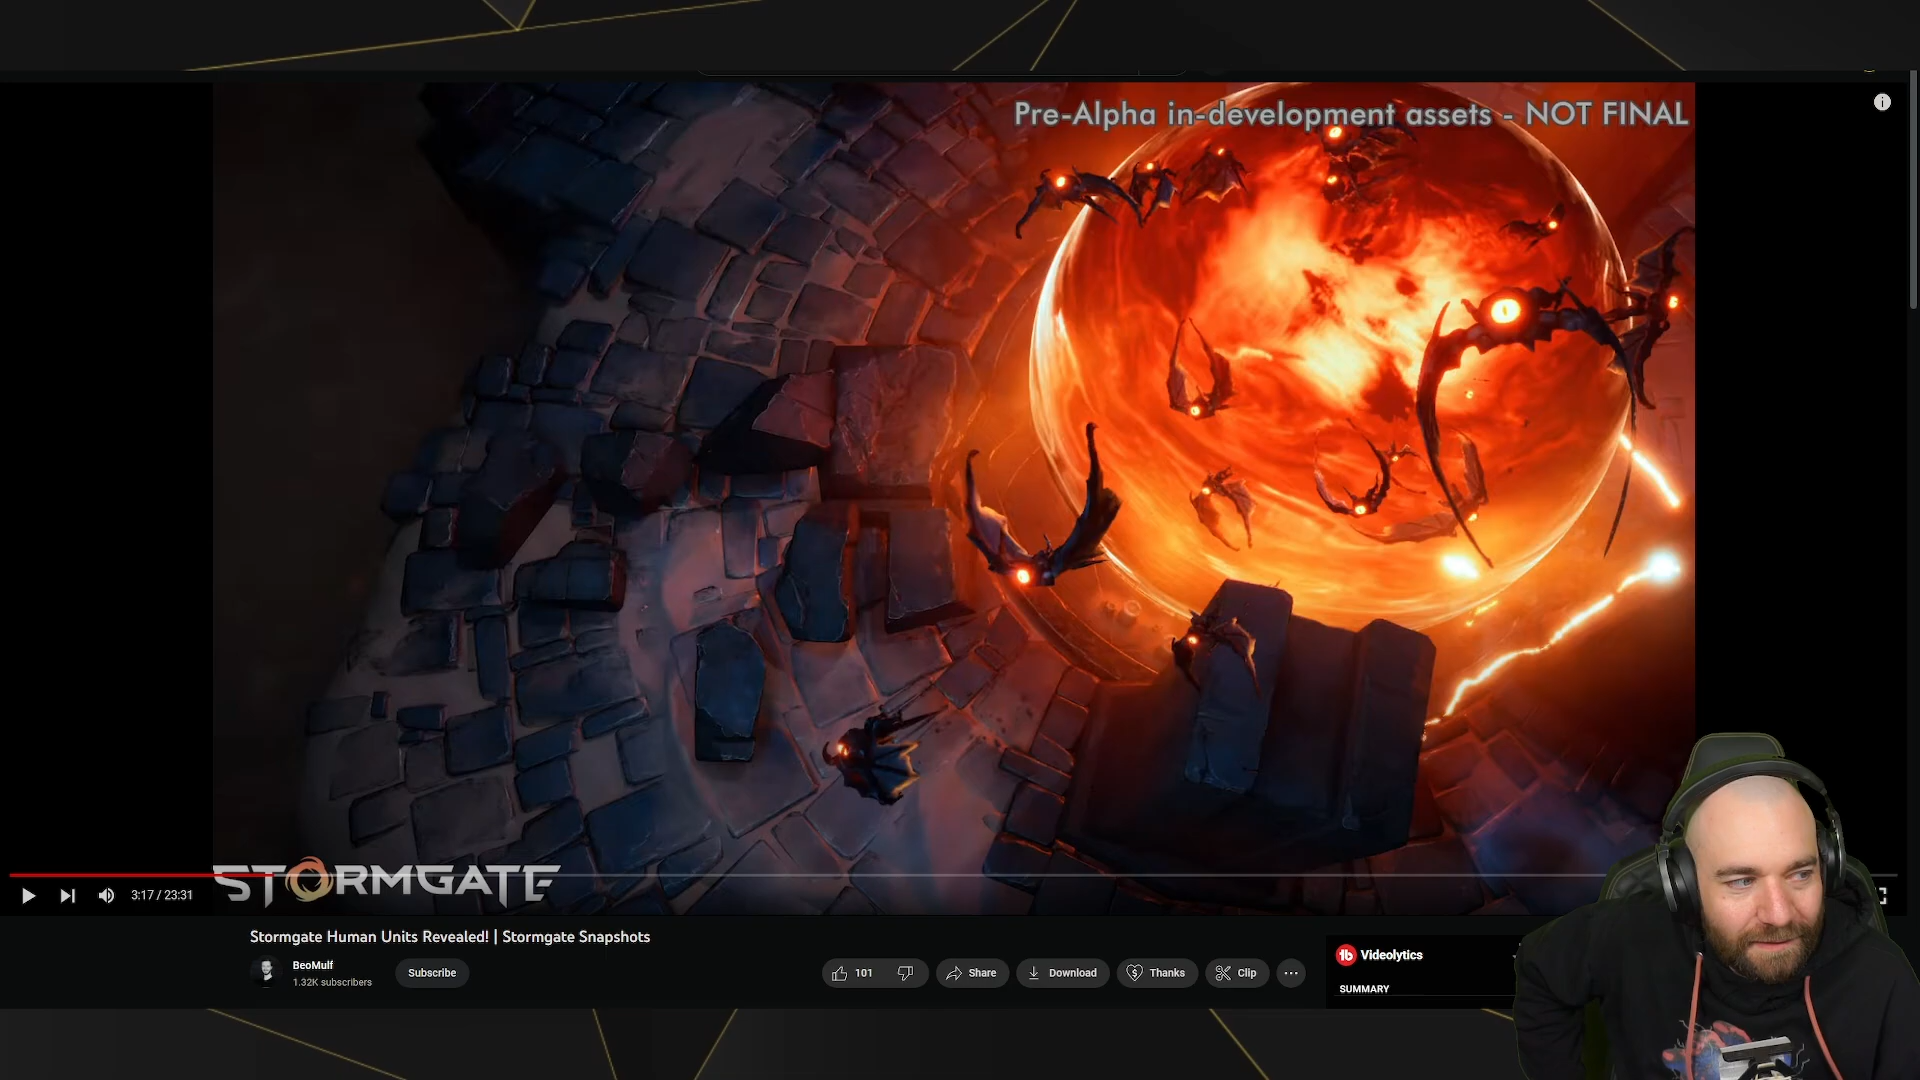 Pre-Alpha in-development assets - NOT FINAL
STORMGATE
3:17 / 23:31
Stormgate Human Units Revealed! | Stormgate Snapshots
BeoMulf
1.32K subscribers
Subscribe
101
Share
Download
Thanks
Clip
tb Videolytics
SUMMARY